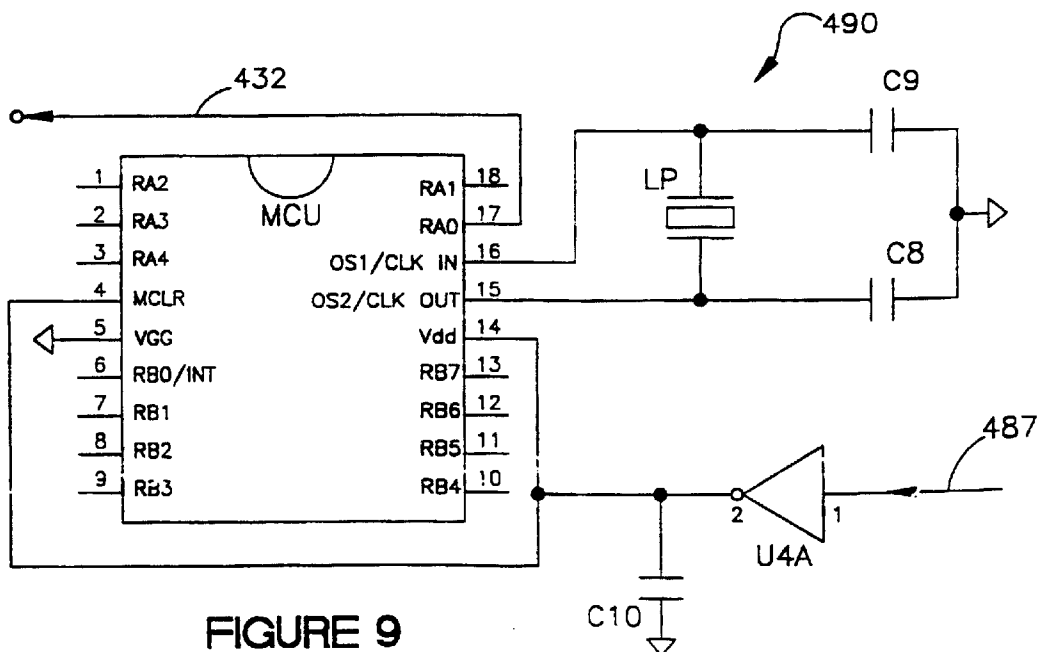 490
432
C9
1 RA2
RA1 18
MCU
LP
2 RA3
RA0 17
3 RA4
OS1/CLK IN 16
C8
4 MCLR
OS2/CLK OUT 15
5 VGG
Vdd 14
6 RB0/INT
RB7 13
7 RB1
RB6 12
8 RB2
RB5 11
487
9 RB3
RB4 10
2
1
U4A
C10
FIGURE 9